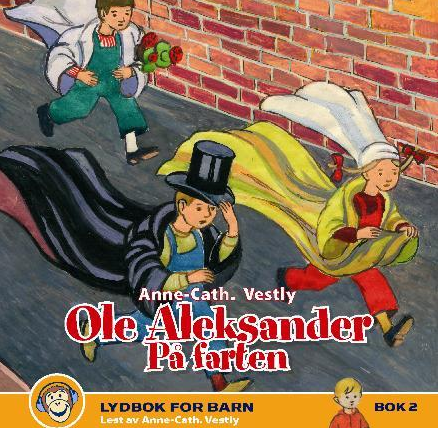 Anne-Cath. Vestly
Ole Aleksander
På farten
LYDBOK FOR BARN
BOK 2
Lest av Anne-Cath. Vestly